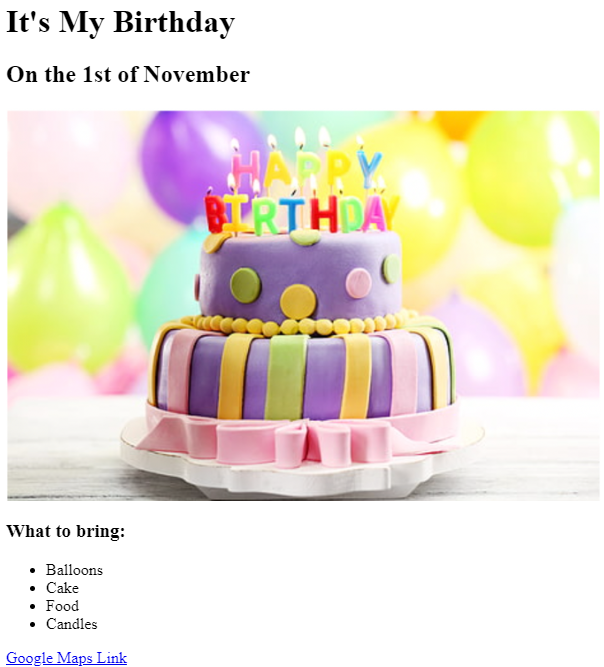 It's My Birthday
On the 1st of November
HAPPY
BIRTHDAY
What to bring:
Balloons
Cake
Food
Candles
Google Maps Link